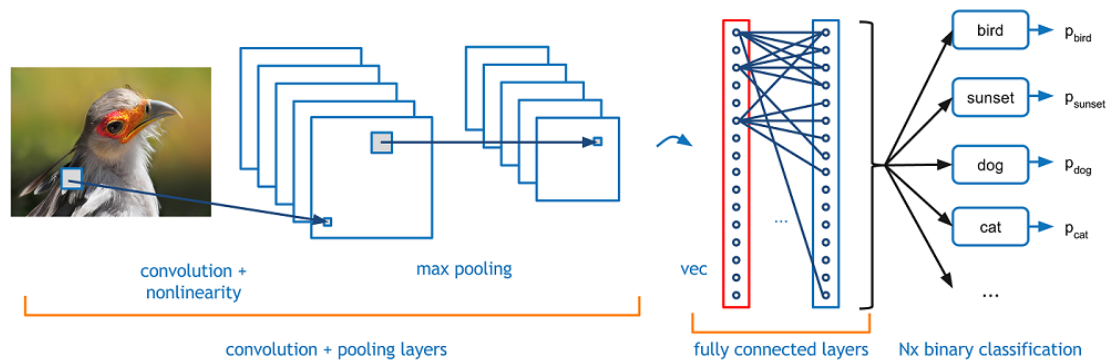 bird
p_bird
sunset
p_sunset
dog
p_dog
cat
p_cat
...
...
convolution +
nonlinearity
max pooling
vec
convolution + pooling layers
fully connected layers
Nx binary classification